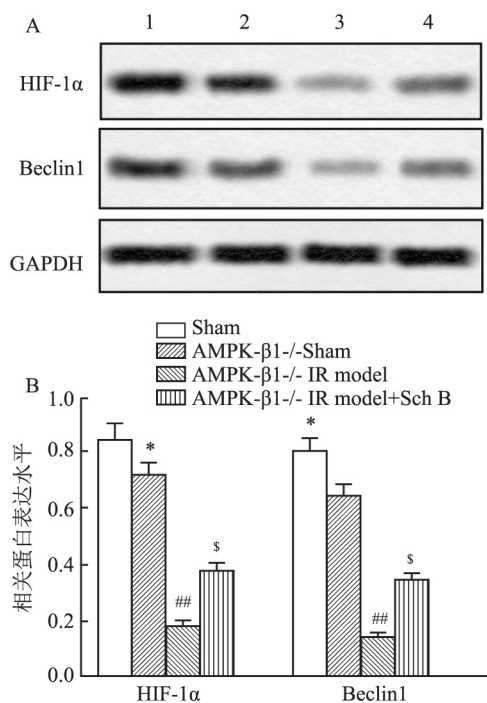 A 1 2 3 4
HIF-1α
Beclin1
GAPDH
Sham
AMPK-β1-/-Sham
AMPK-β1-/- IR model
AMPK-β1-/- IR model+Sch B
B
相关蛋白表达水平
1.0
0.8
0.6
0.4
0.2
0.0
* ## $
* ## $
HIF-1α Beclin1